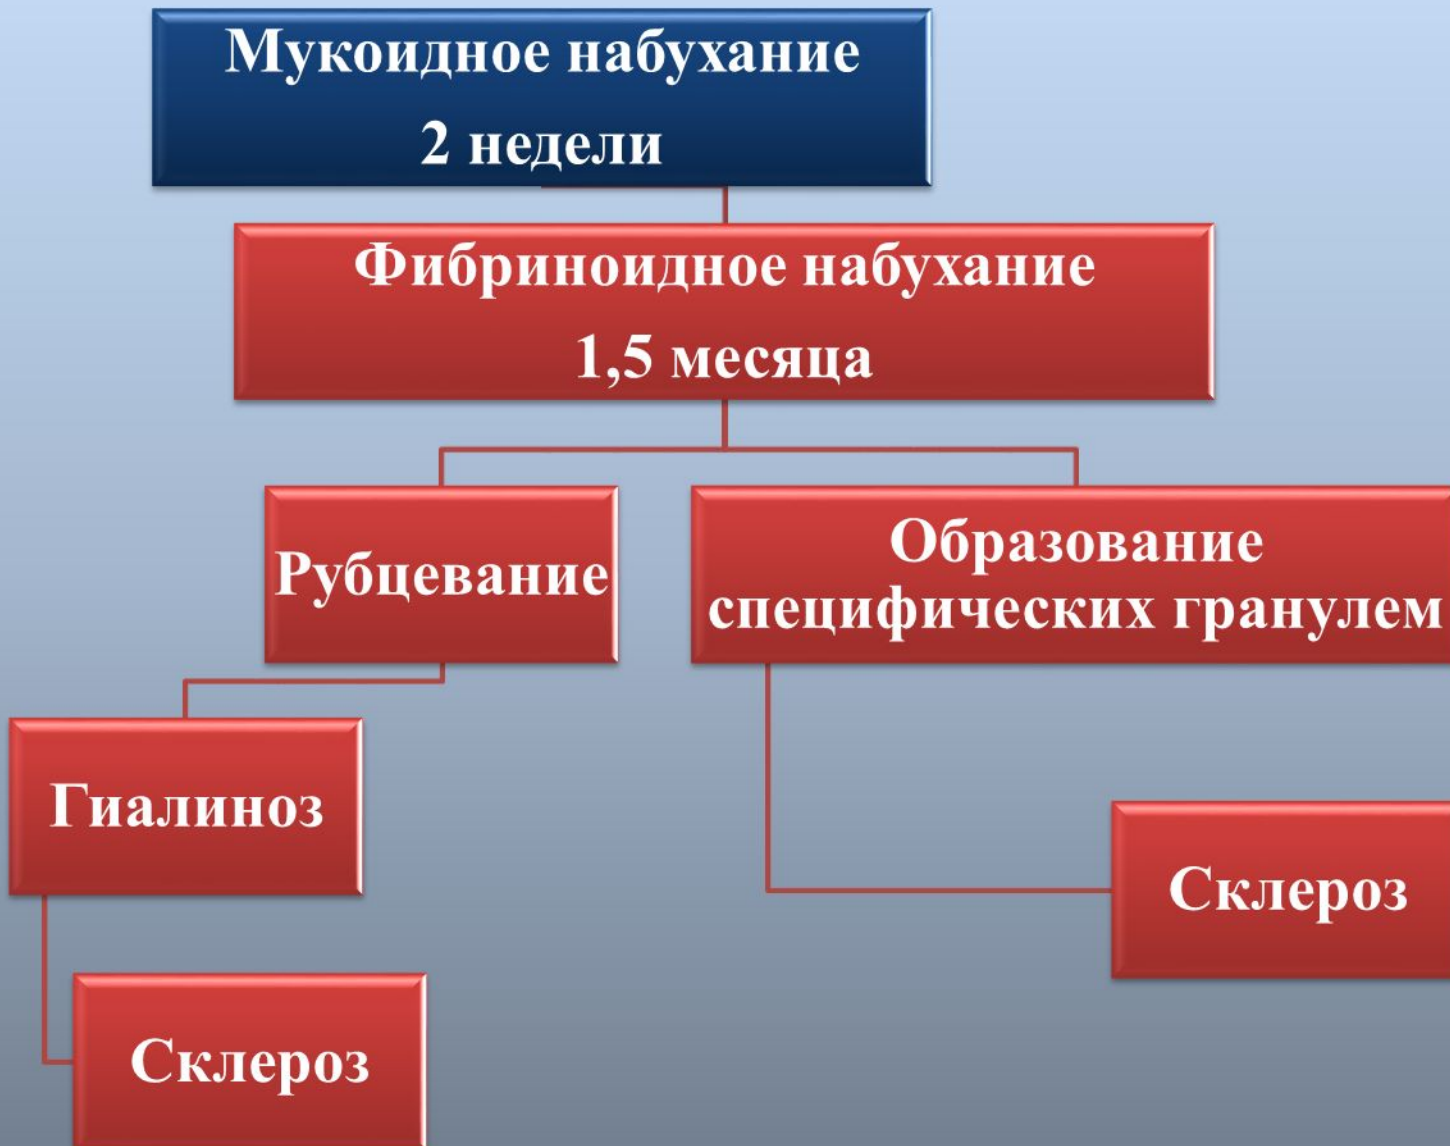 Мукоидное набухание
2 недели
Фибриноидное набухание
1,5 месяца
Рубцевание
Образование
специфических гранулем
Гиалиноз
Склероз
Склероз